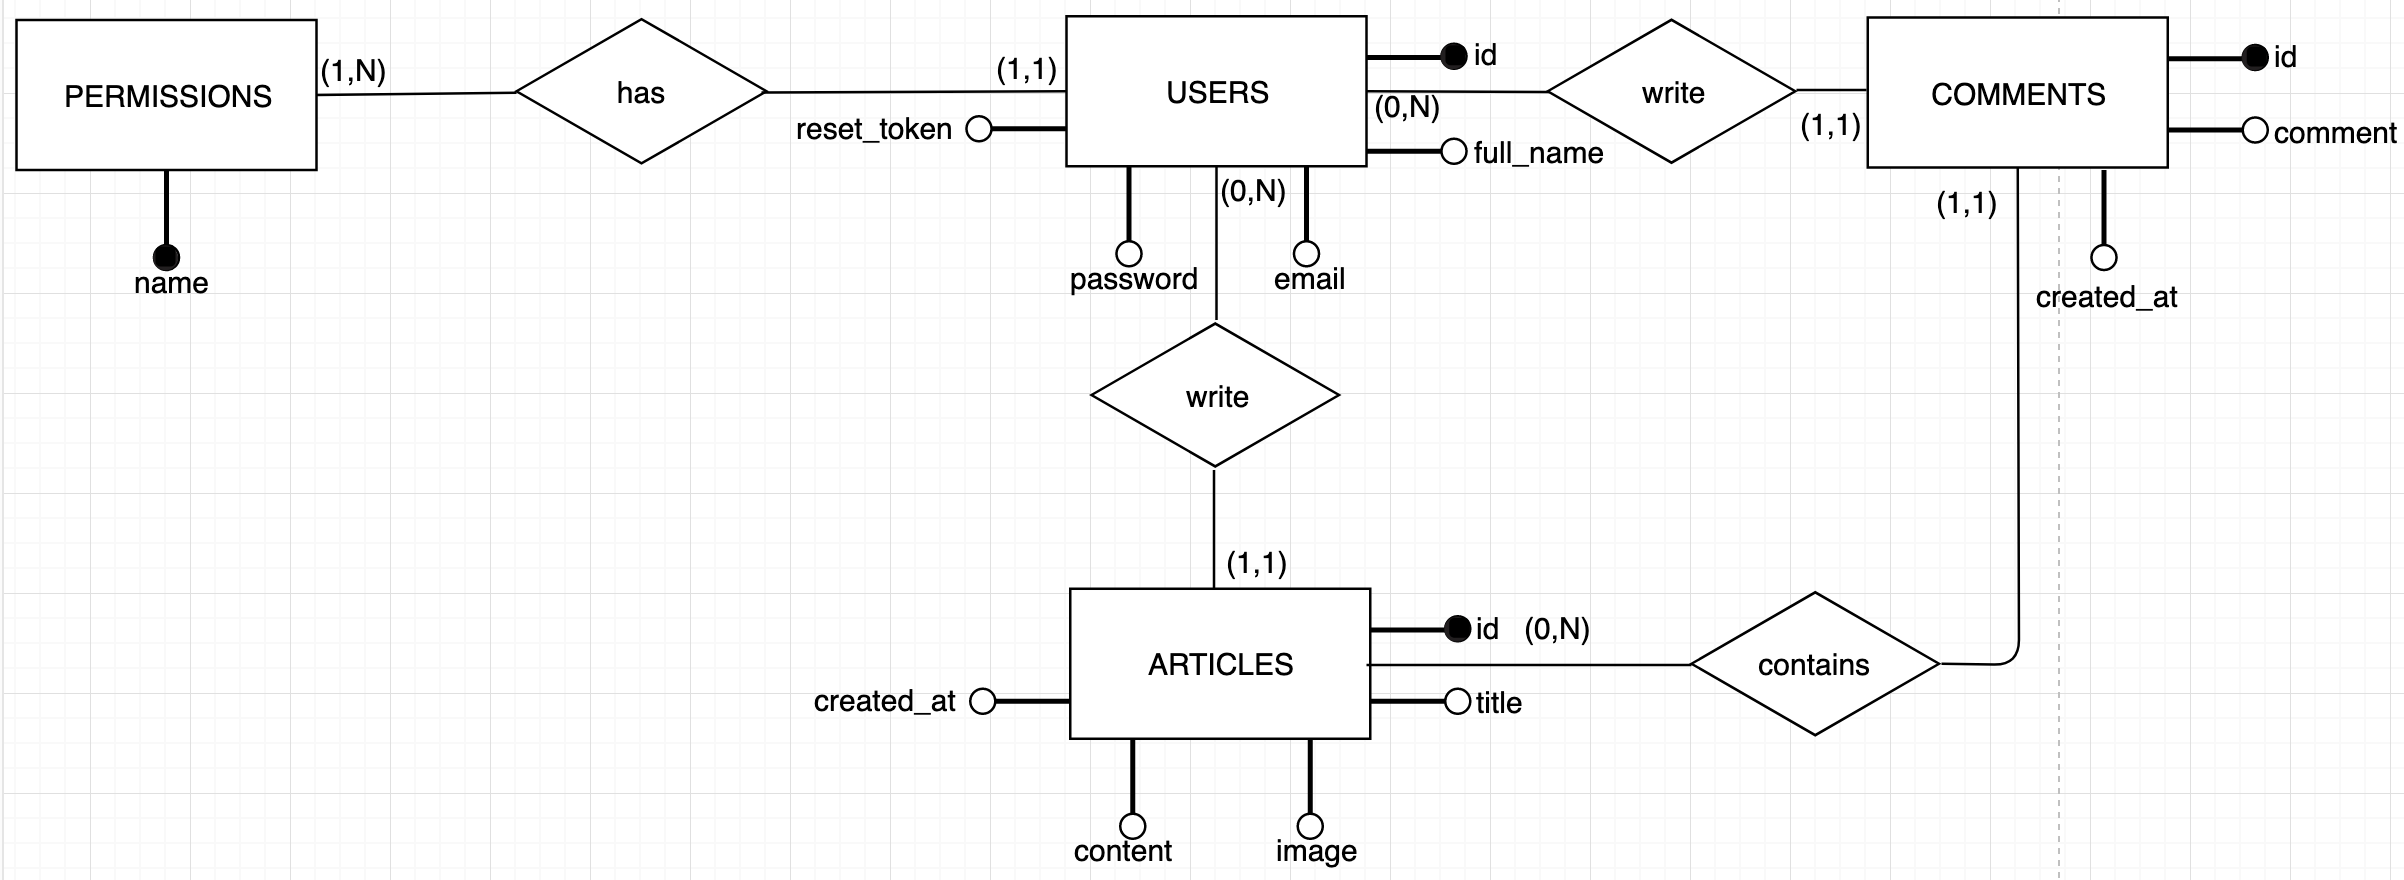 PERMISSIONS
(1,N)
has
(1,1)
USERS
id
(0,N)
write
(1,1)
COMMENTS
id
reset_token
full_name
comment
name
password
(0,N)
email
(1,1)
created_at
write
(1,1)
ARTICLES
id
(0,N)
contains
created_at
title
content
image